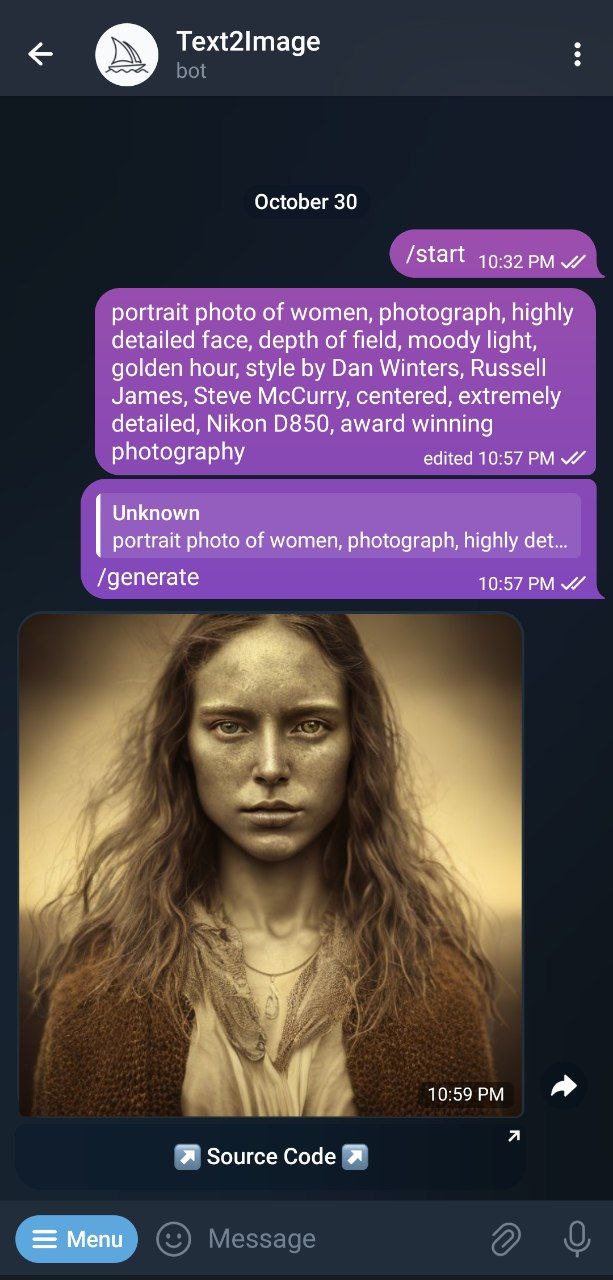 Text2Image
bot
October 30
/start 10:32 PM
portrait photo of women, photograph, highly
detailed face, depth of field, moody light,
golden hour, style by Dan Winters, Russell
James, Steve McCurry, centered, extremely
detailed, Nikon D850, award winning
photography edited 10:57 PM
Unknown
portrait photo of women, photograph, highly det...
/generate 10:57 PM
10:59 PM
Source Code
Menu Message